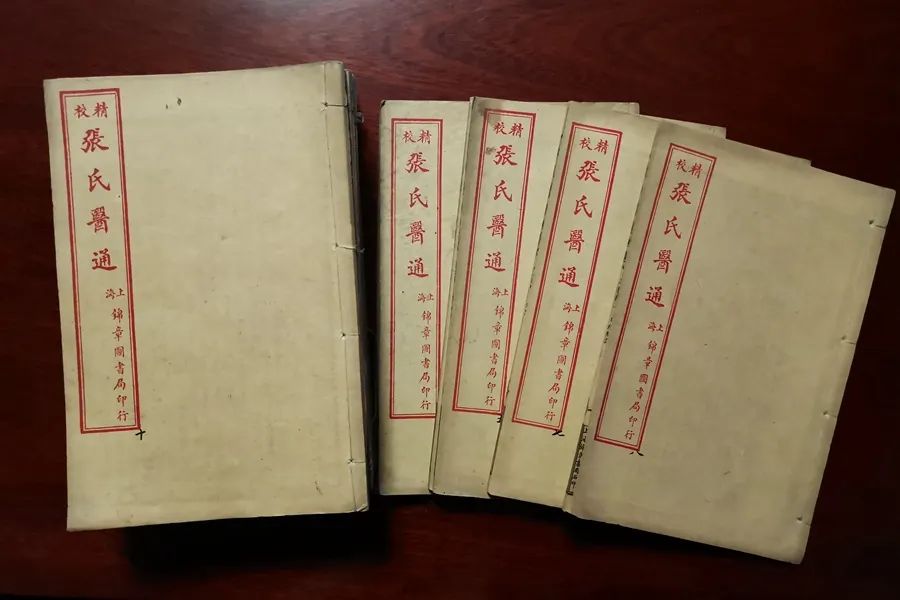 精校
張氏醫通
上海
錦章圖書局印行
十
精校
張氏醫通
上海
錦章圖書局印行
精校
張氏醫通
上海
錦章圖書局印行
精校
張氏醫通
上海
錦章圖書局印行
七
精校
張氏醫通
上海
錦章圖書局印行
八